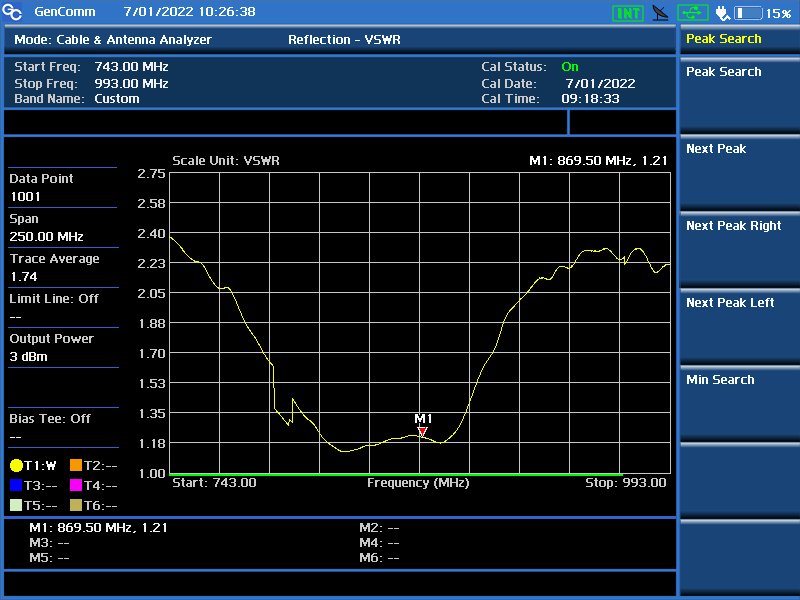 GC GenComm 7/01/2022 10:26:38 INT 15%
Mode: Cable & Antenna Analyzer Reflection - VSWR Peak Search
Start Freq: 743.00 MHz Cal Status: On Peak Search
Stop Freq: 993.00 MHz Cal Date: 7/01/2022
Band Name: Custom Cal Time: 09:18:33
Next Peak
Scale Unit: VSWR M1: 869.50 MHz, 1.21
2.75
Data Point
1001
2.58
Span
Next Peak Right
250.00 MHz
2.40
Trace Average
2.23
1.74
Limit Line: Off
2.05
Next Peak Left
--
1.88
Output Power
3 dBm
1.70
Min Search
1.53
1.35
Bias Tee: Off
M1
--
1.18
T1:W T2:--
1.00
T3:-- T4:--
Start: 743.00 Frequency (MHz) Stop: 993.00
T5:-- T6:--
M1: 869.50 MHz, 1.21 M2: --
M3: -- M4: --
M5: -- M6: --